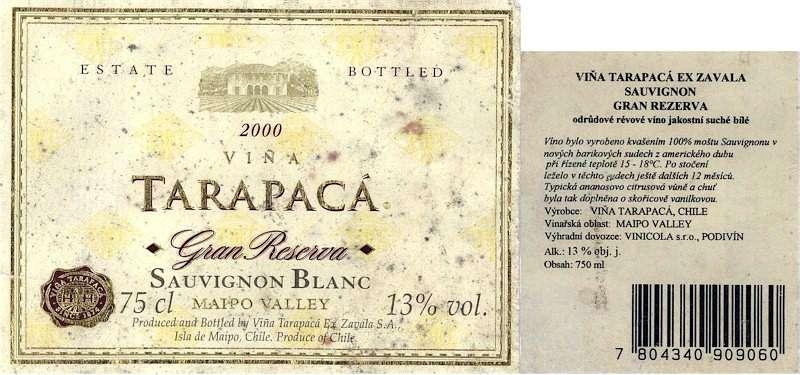 ESTATE BOTTLED
2000
VIÑA
TARAPACÁ
Gran Reserva
SAUVIGNON BLANC
75 cl MAIPO VALLEY 13% vol.
Produced and Bottled by Viña Tarapacá Ex Zavala S.A.,
Isla de Maipo, Chile. Produce of Chile.
VIÑA TARAPACÁ
SINCE 1874
VIÑA TARAPACÁ EX ZAVALA
SAUVIGNON
GRAN REZERVA
odrůdové révové víno jakostní suché bílé
Víno bylo vyrobeno kvašením 100% moštu Sauvignonu v
nových barikových sudech z amerického dubu
při řízené teplotě 15 - 18°C. Po stočení
leželo v těchto sudech ještě dalších 12 měsíců.
Typická ananasovo citrusová vůně a chuť
byla tak doplněna o skořicově vanilkovou.
Výrobce: VIÑA TARAPACÁ, CHILE
Vinařská oblast: MAIPO VALLEY
Výhradní dovozce: VINICOLA s.r.o., PODIVÍN
Alk.: 13 % obj. j.
Obsah: 750 ml
7 804340 909060